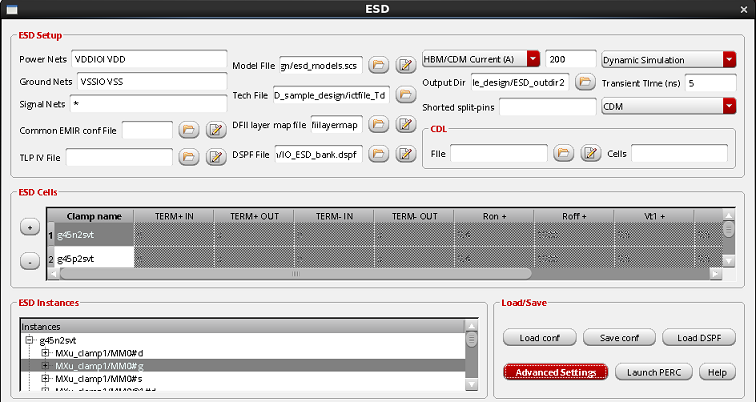 ESD
ESD Setup
Power Nets VDDIOI VDD
Ground Nets VSSIO VSS
Signal Nets *
Common EMIR conf File
TLP IV File
Model File gn/esd_models.scs
Tech File D_sample_design/ictfile_Td
DFII layer map file fiilayermap
DSPF File n/IO_ESD_bank.dspf
HBM/CDM Current (A) 200 Dynamic Simulation
Output Dir le_design/ESD_outdir2 Transient Time (ns) 5
Shorted split-pins CDM
CDL
File Cells
ESD Cells
+
-
Clamp name TERM+ IN TERM+ OUT TERM- IN TERM- OUT Ron + Roff + Vt1 +
1 g45n2svt
2 g45p2svt
ESD Instances
Instances
g45n2svt
MXu_clamp1/MM0#d
MXu_clamp1/MM0#g
MXu_clamp1/MM0#s
Load/Save
Load conf Save conf Load DSPF
Advanced Settings Launch PERC Help